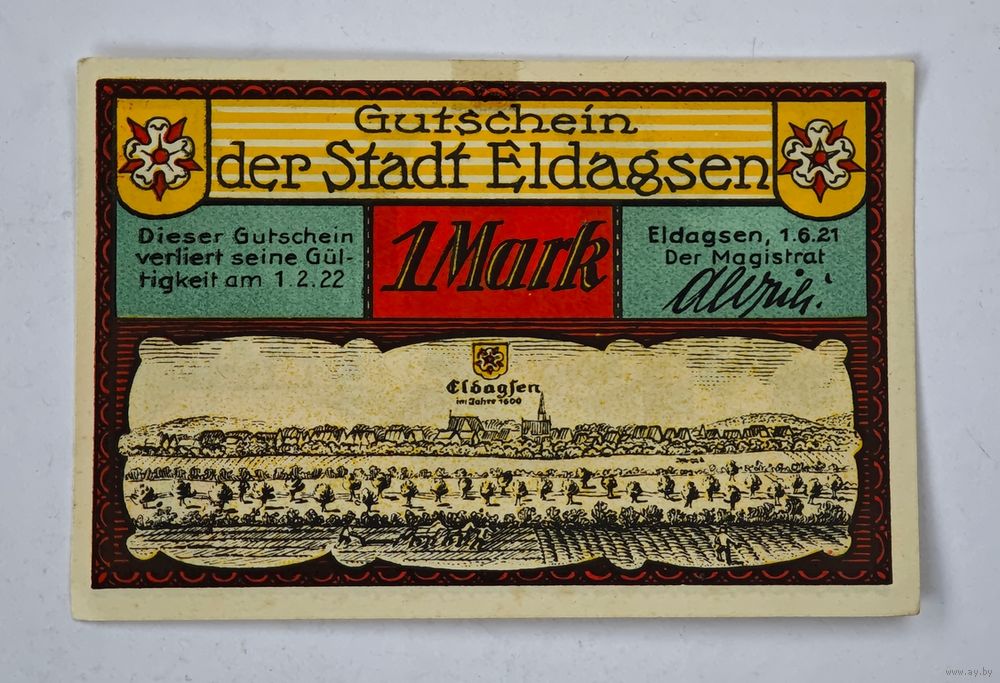 Gutschein
der Stadt Eldagsen
Dieser Gutschein
verliert seine Gül-
tigkeit am 1.2.22
1 Mark
Eldagsen, 1.6.21
Der Magistrat
Eldagsen
im Jahre 1600
www.ay.by